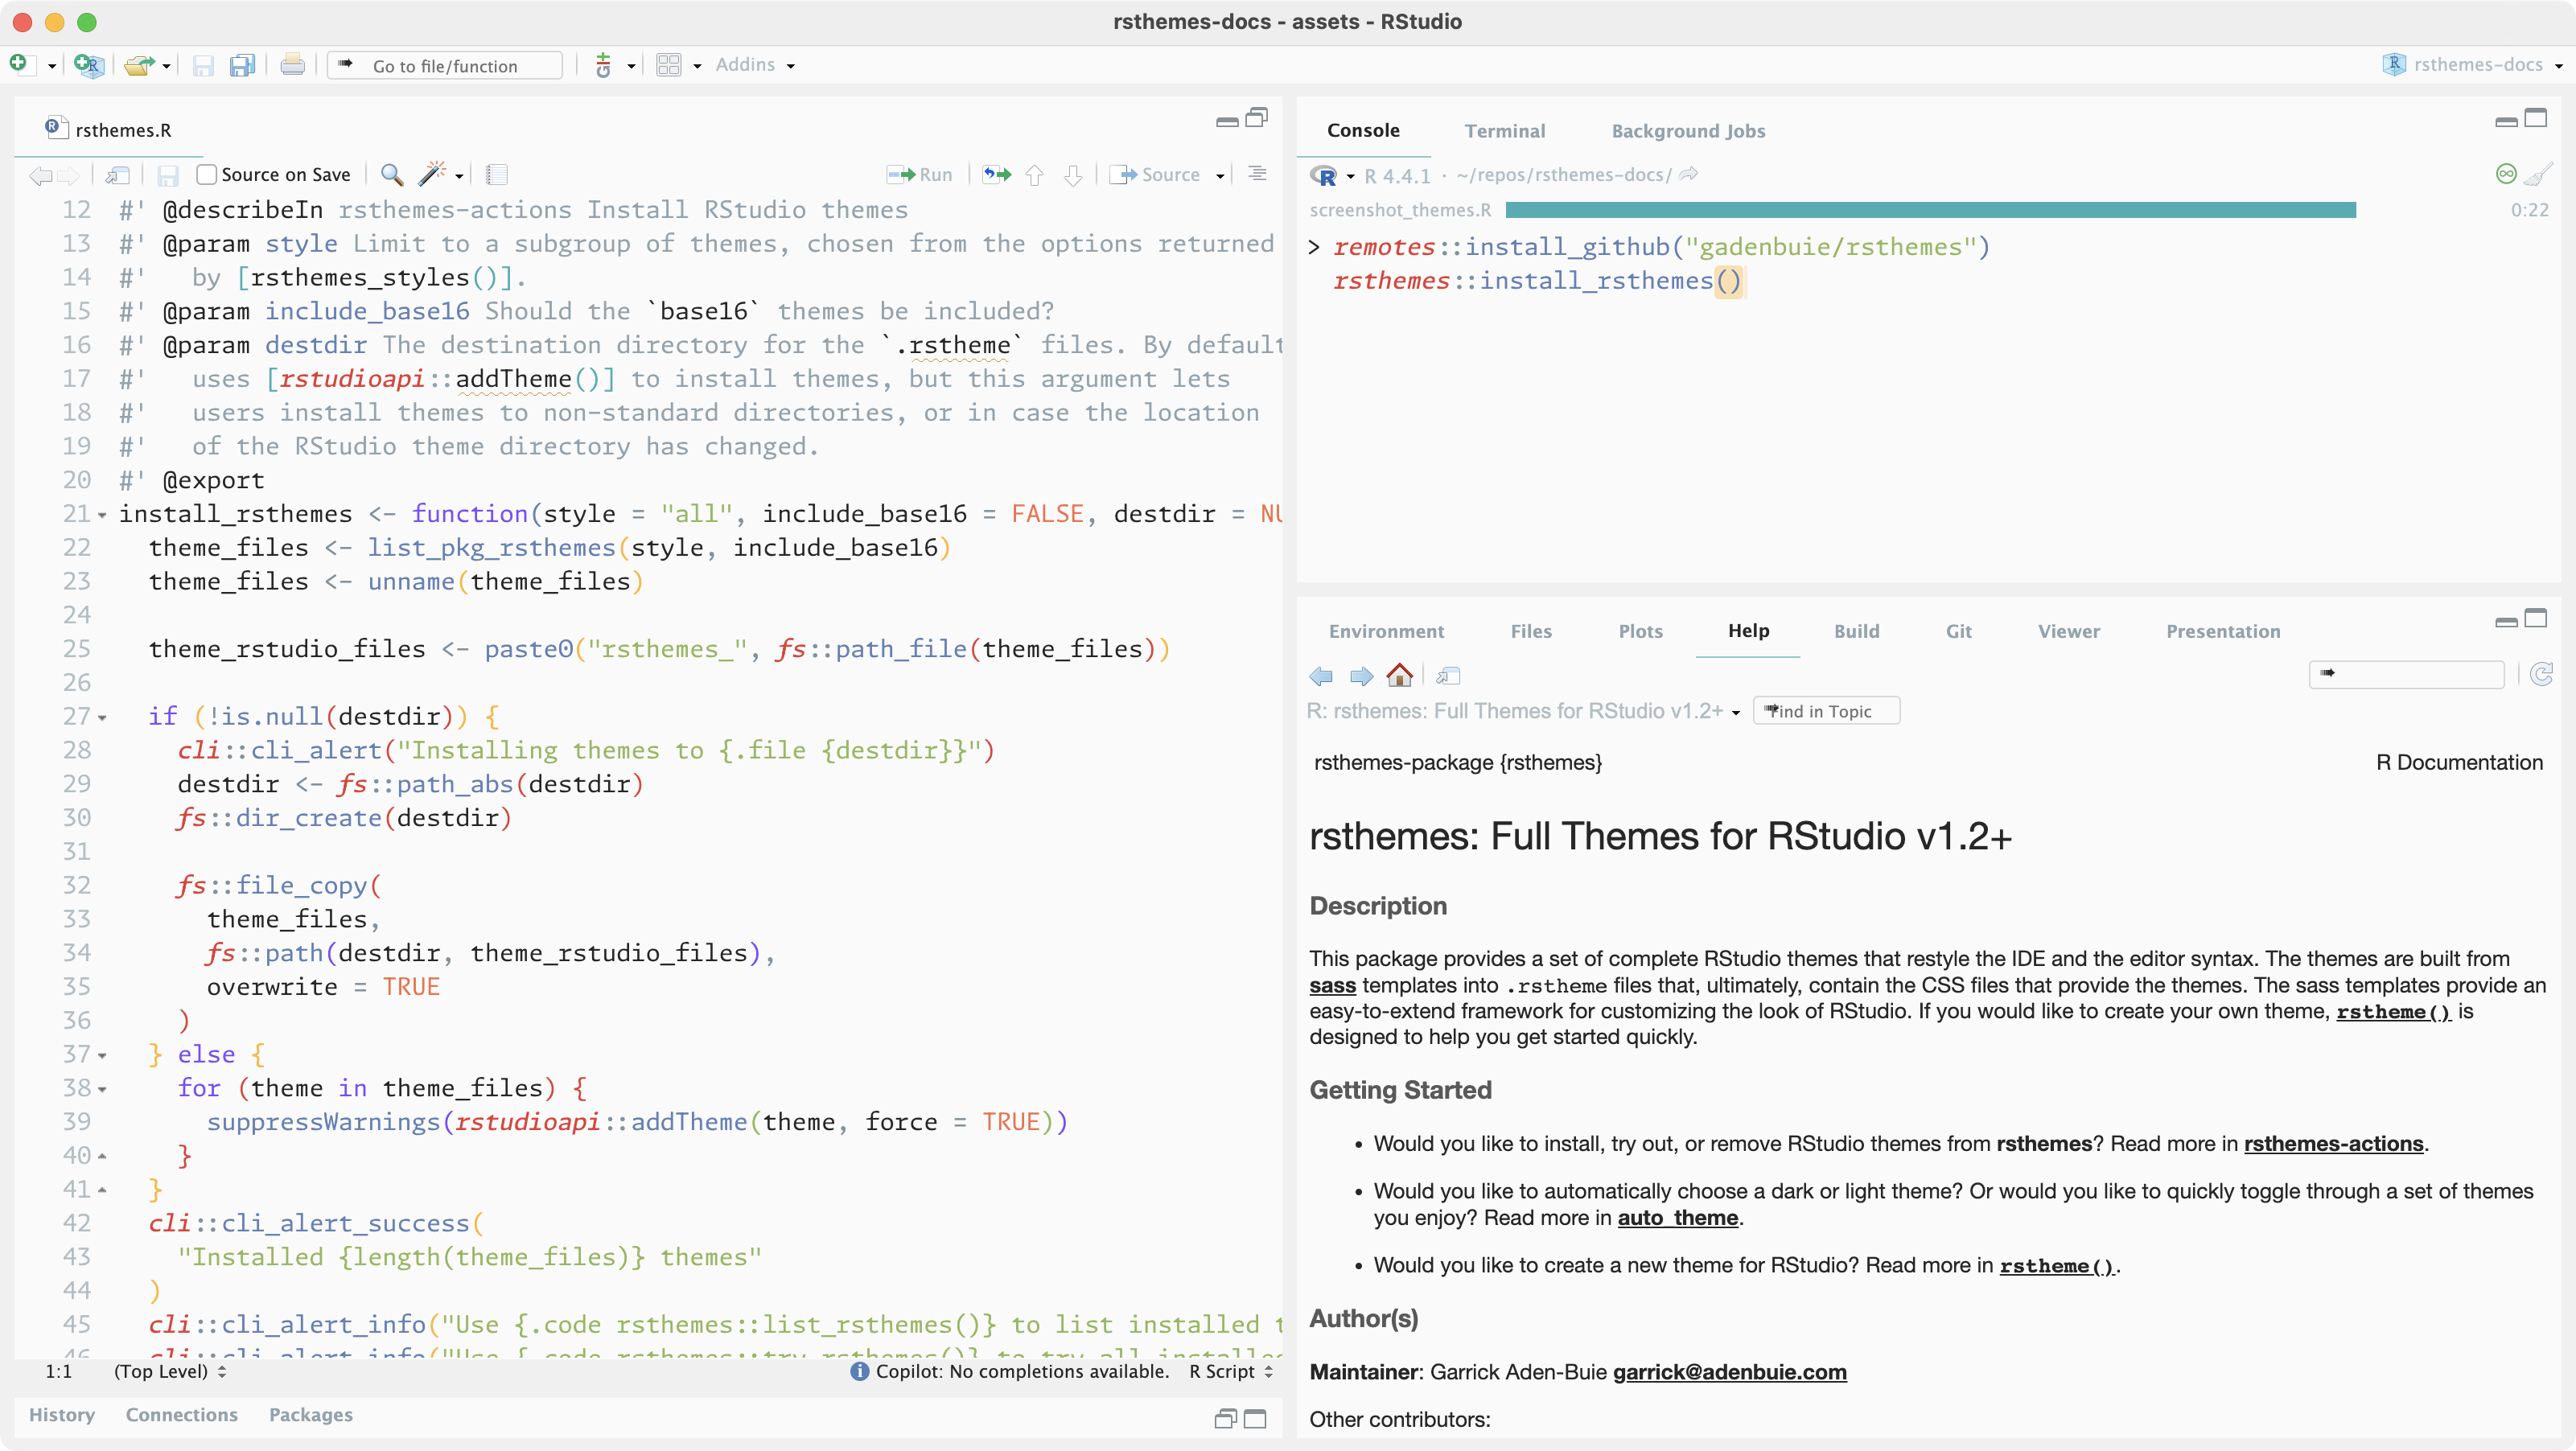 rsthemes-docs - assets - RStudio
Go to file/function
Addins
rsthemes-docs
rsthemes.R
Source on Save
Run
Source
12 #' @describeIn rsthemes-actions Install RStudio themes
13 #' @param style Limit to a subgroup of themes, chosen from the options returned
14 #'   by [rsthemes_styles()].
15 #' @param include_base16 Should the `base16` themes be included?
16 #' @param destdir The destination directory for the `.rstheme` files. By default
17 #'   uses [rstudioapi::addTheme()] to install themes, but this argument lets
18 #'   users install themes to non-standard directories, or in case the location
19 #'   of the RStudio theme directory has changed.
20 #' @export
21 install_rsthemes <- function(style = "all", include_base16 = FALSE, destdir = NU
22   theme_files <- list_pkg_rsthemes(style, include_base16)
23   theme_files <- unname(theme_files)
24
25   theme_rstudio_files <- paste0("rsthemes_", fs::path_file(theme_files))
26
27   if (!is.null(destdir)) {
28     cli::cli_alert("Installing themes to {.file {destdir}}")
29     destdir <- fs::path_abs(destdir)
30     fs::dir_create(destdir)
31
32     fs::file_copy(
33       theme_files,
34       fs::path(destdir, theme_rstudio_files),
35       overwrite = TRUE
36     )
37   } else {
38     for (theme in theme_files) {
39       suppressWarnings(rstudioapi::addTheme(theme, force = TRUE))
40     }
41   }
42   cli::cli_alert_success(
43     "Installed {length(theme_files)} themes"
44   )
45   cli::cli_alert_info("Use {.code rsthemes::list_rsthemes()} to list installed t
46   cli::cli_alert_info("Use {.code rsthemes::try_rsthemes()} to try all installed
1:1 (Top Level)
Copilot: No completions available. R Script
History Connections Packages
Console Terminal Background Jobs
R 4.4.1 · ~/repos/rsthemes-docs/
screenshot_themes.R 0:22
> remotes::install_github("gadenbuie/rsthemes")
rsthemes::install_rsthemes()
Environment Files Plots Help Build Git Viewer Presentation
R: rsthemes: Full Themes for RStudio v1.2+ Find in Topic
rsthemes-package {rsthemes} R Documentation
rsthemes: Full Themes for RStudio v1.2+
Description
This package provides a set of complete RStudio themes that restyle the IDE and the editor syntax. The themes are built from
sass templates into .rstheme files that, ultimately, contain the CSS files that provide the themes. The sass templates provide an
easy-to-extend framework for customizing the look of RStudio. If you would like to create your own theme, rstheme() is
designed to help you get started quickly.
Getting Started
• Would you like to install, try out, or remove RStudio themes from rsthemes? Read more in rsthemes-actions.
• Would you like to automatically choose a dark or light theme? Or would you like to quickly toggle through a set of themes
you enjoy? Read more in auto_theme.
• Would you like to create a new theme for RStudio? Read more in rstheme().
Author(s)
Maintainer: Garrick Aden-Buie garrick@adenbuie.com
Other contributors: